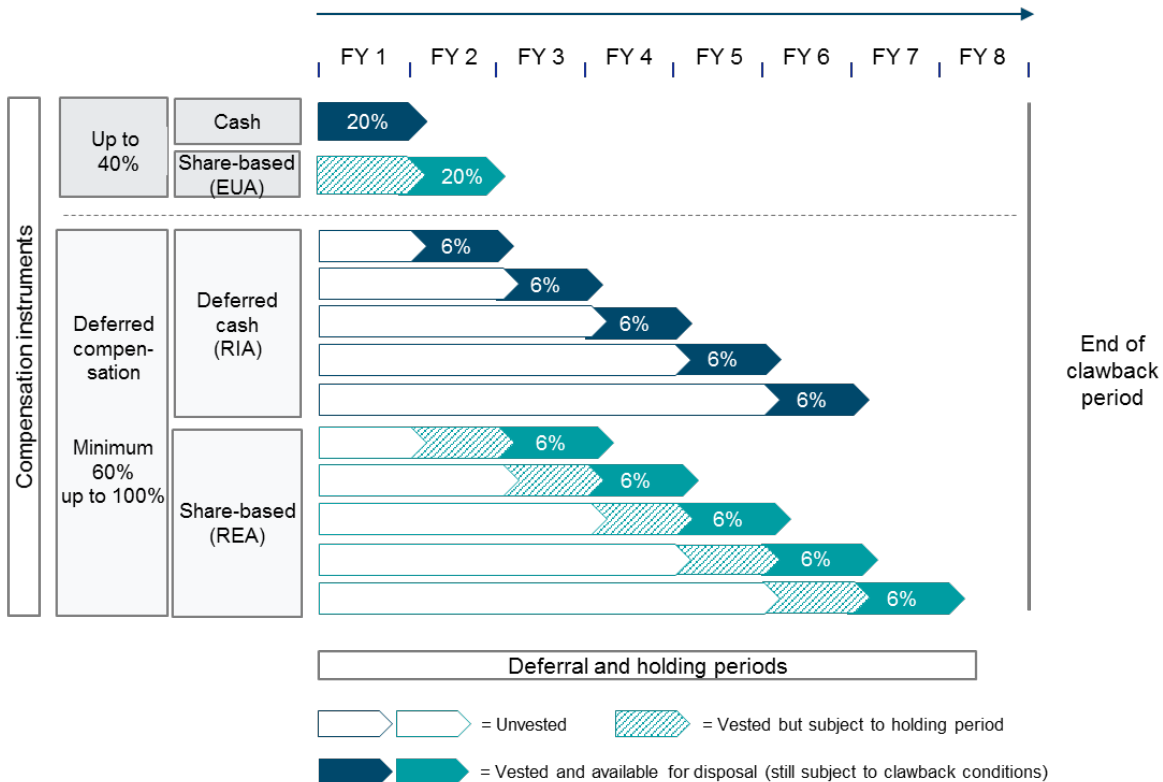 FY 1 FY 2 FY 3 FY 4 FY 5 FY 6 FY 7 FY 8
Compensation instruments
Up to
40%
Cash
20%
Share-based
(EUA)
20%
Deferred
compen-
sation
Minimum
60%
up to 100%
Deferred
cash
(RIA)
6%
6%
6%
6%
6%
Share-based
(REA)
6%
6%
6%
6%
6%
End of
clawback
period
Deferral and holding periods
= Unvested
= Vested but subject to holding period
= Vested and available for disposal (still subject to clawback conditions)